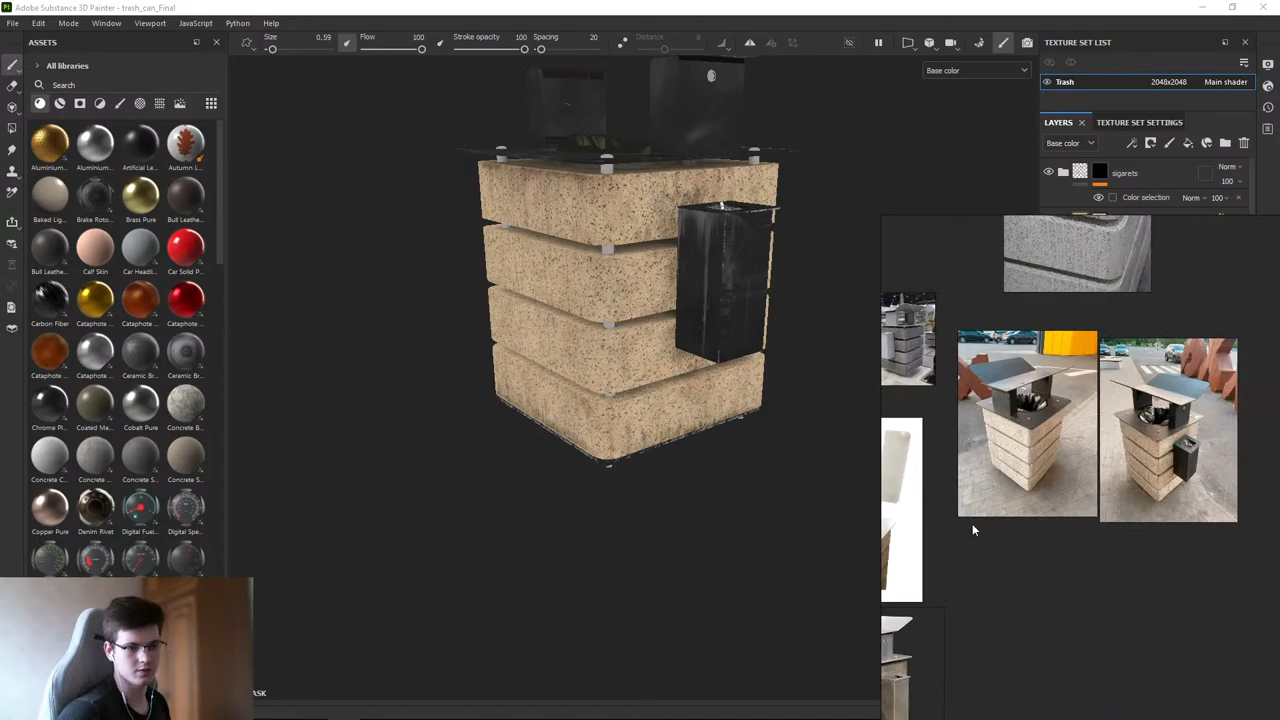 Adobe Substance 3D Painter - trash_can_Final
File Edit Mode Window JavaScript Python Help
ASSETS
Size 0.59 Flow 100 Stroke opacity 100 Spacing 20 Distance 8
TEXTURE SET LIST
All libraries
Search
Base color
Trash 2048x2048 Main shader
LAYERS TEXTURE SET SETTINGS
Base color
sigarets Norm
100
Color selection Norm 100
Aluminium... Aluminium... Artificial Le... Autumn L...
Baked Lig... Brake Roto... Brass Pure Bull Leathe...
Bull Leathe... Calf Skin Car Headli... Car Solid P...
Carbon Fiber Cataphote ... Cataphote ... Cataphote ...
Cataphote ... Cataphote ... Ceramic Br... Ceramic B...
Chrome Pl... Coated Me... Cobalt Pure Concrete B...
Concrete C... Concrete C... Concrete S... Concrete S...
Copper Pure Denim Rivet Digital Fuel... Digital Spe...
ASK